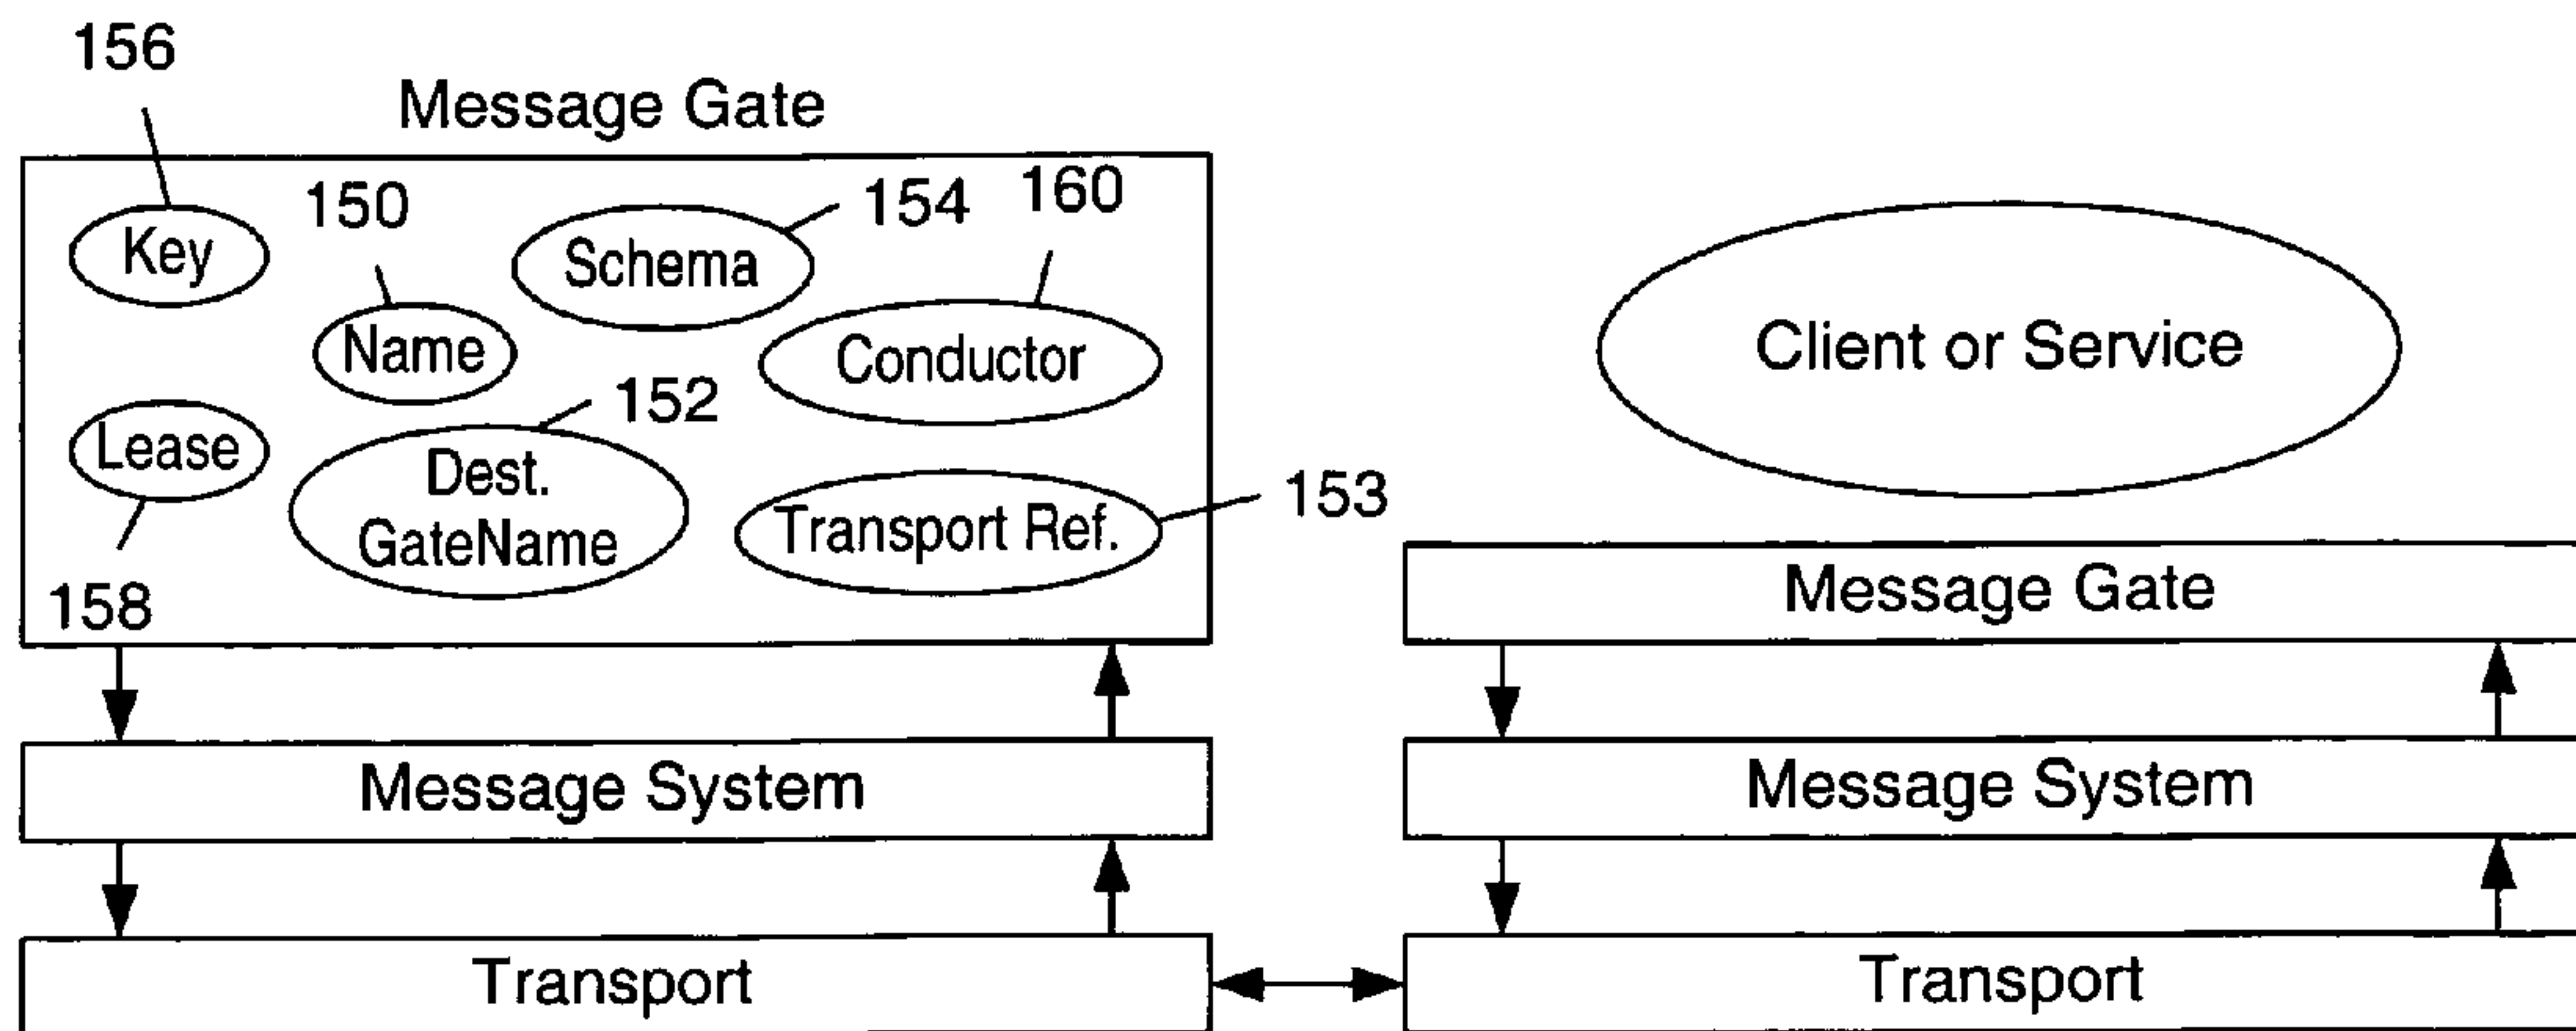 156
Message Gate
150
154
160
Key
Schema
Name
Conductor
152
Lease
Dest.
GateName
Transport Ref.
153
158
Message System
Transport
Client or Service
Message Gate
Message System
Transport